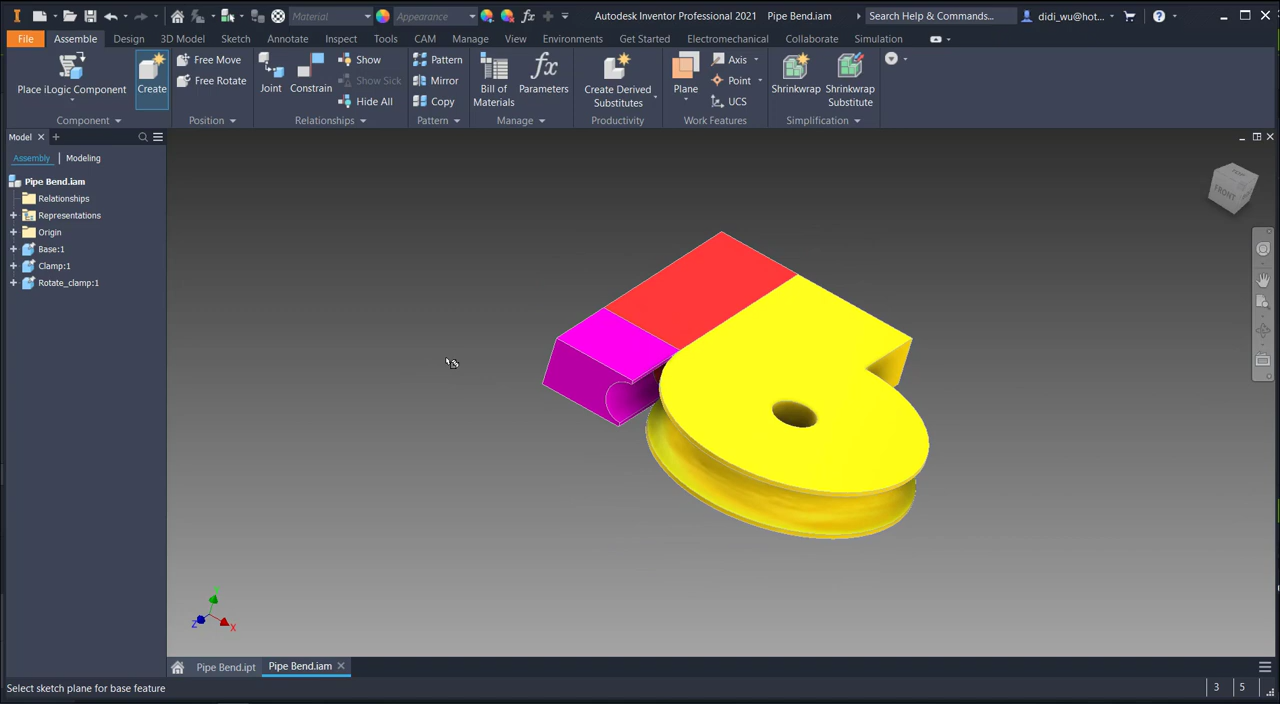 Material
Appearance
Autodesk Inventor Professional 2021 Pipe Bend.iam
Search Help & Commands...
didi_wu@hot...
File Assemble Design 3D Model Sketch Annotate Inspect Tools CAM Manage View Environments Get Started Electromechanical Collaborate Simulation
Place iLogic Component
Create
Free Move
Free Rotate
Joint
Constrain
Show
Show Sick
Hide All
Pattern
Mirror
Copy
Bill of
Materials
Parameters
Create Derived
Substitutes
Plane
Axis
Point
UCS
Shrinkwrap
Shrinkwrap
Substitute
Component Position Relationships Pattern Manage Productivity Work Features Simplification
Model
Assembly Modeling
Pipe Bend.iam
Relationships
Representations
Origin
Base:1
Clamp:1
Rotate_clamp:1
FRONT
Z
X
Pipe Bend.ipt
Pipe Bend.iam
Select sketch plane for base feature
3 5